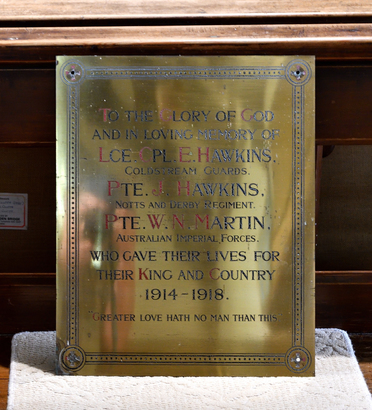 To the Glory of God
and in loving memory of
Lce. Cpl. E. Hawkins.
Coldstream Guards.
Pte. J. Hawkins.
Notts and Derby Regiment.
Pte. W. N. Martin.
Australian Imperial Forces.
who gave their lives for
their King and Country
1914-1918.
"Greater love hath no man than this"